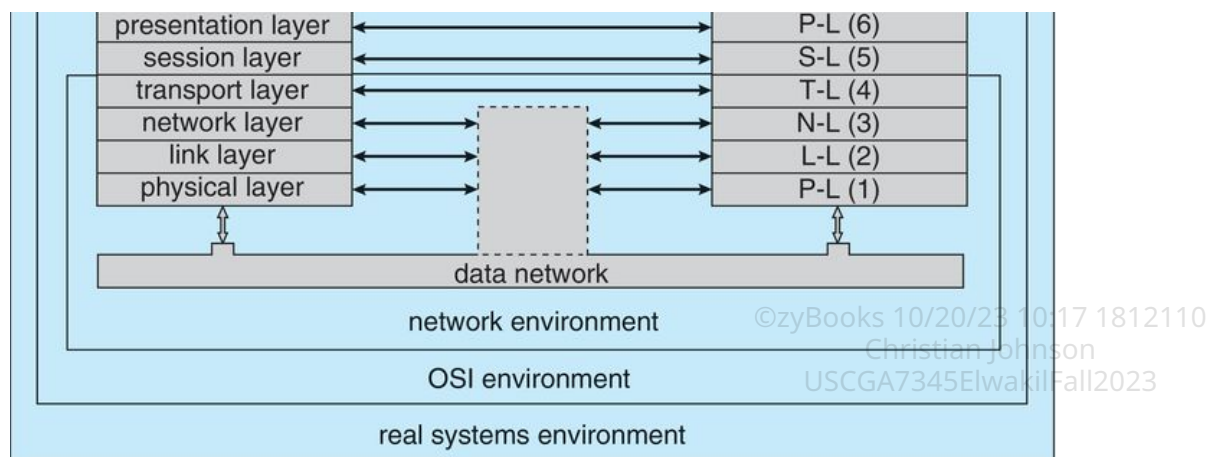 presentation layer P-L (6)
session layer S-L (5)
transport layer T-L (4)
network layer N-L (3)
link layer L-L (2)
physical layer P-L (1)
data network
network environment
©zyBooks 10/20/23 10:17 1812110
Christian Johnson
OSI environment
USCGA7345ElwakilFall2023
real systems environment